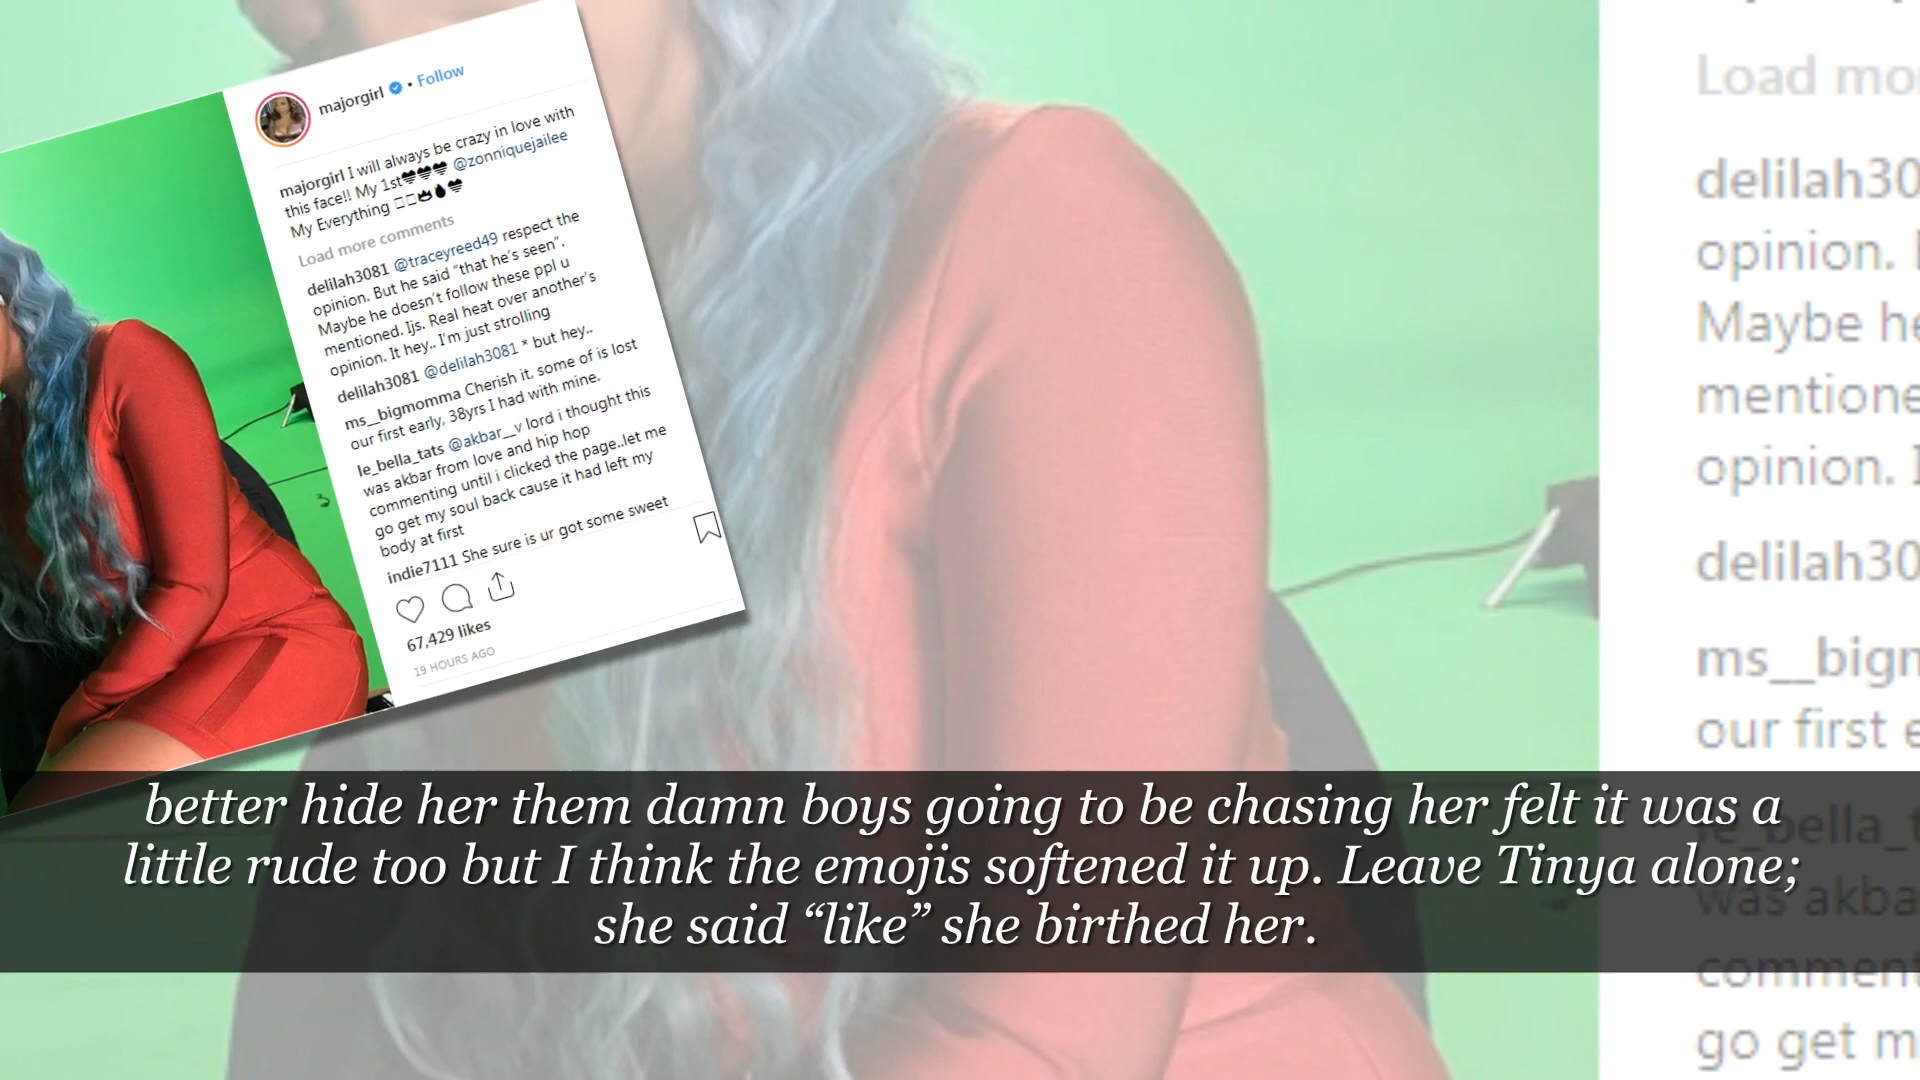 majorgirl • Follow
majorgirl I will always be crazy in love with
this face!! My 1st🖤🖤🖤 @zonniquejailee
My Everything
Load more comments
delilah3081 @traceyreed49 respect the
opinion. But he said "that he's seen".
Maybe he doesn't follow these ppl u
mentioned. Ijs. Real heat over another's
opinion. It hey.. I'm just strolling
delilah3081 @delilah3081 * but hey..
ms__bigmomma Cherish it, some of is lost
our first early, 38yrs I had with mine.
le_bella_tats @akbar__v lord i thought this
was akbar from love and hip hop
commenting until i clicked the page..let me
go get my soul back cause it had left my
body at first
indie7111 She sure is ur got some sweet
67,429 likes
19 HOURS AGO
Load mo
delilah30
opinion.
Maybe he
mentione
opinion. I
delilah30
ms__bigm
our first e
le_bella_t
was akba
comment
go get m
better hide her them damn boys going to be chasing her felt it was a
little rude too but I think the emojis softened it up. Leave Tinya alone;
she said “like” she birthed her.